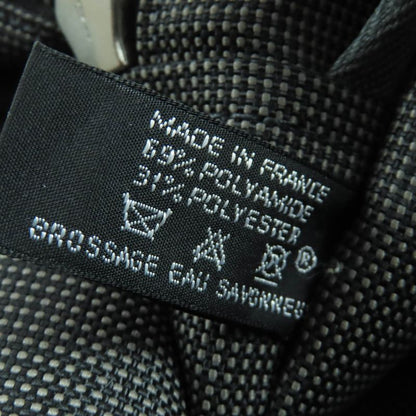 MADE IN FRANCE
69% POLYAMIDE
31% POLYESTER
®
BROSSAGE EAU SAVONNEU